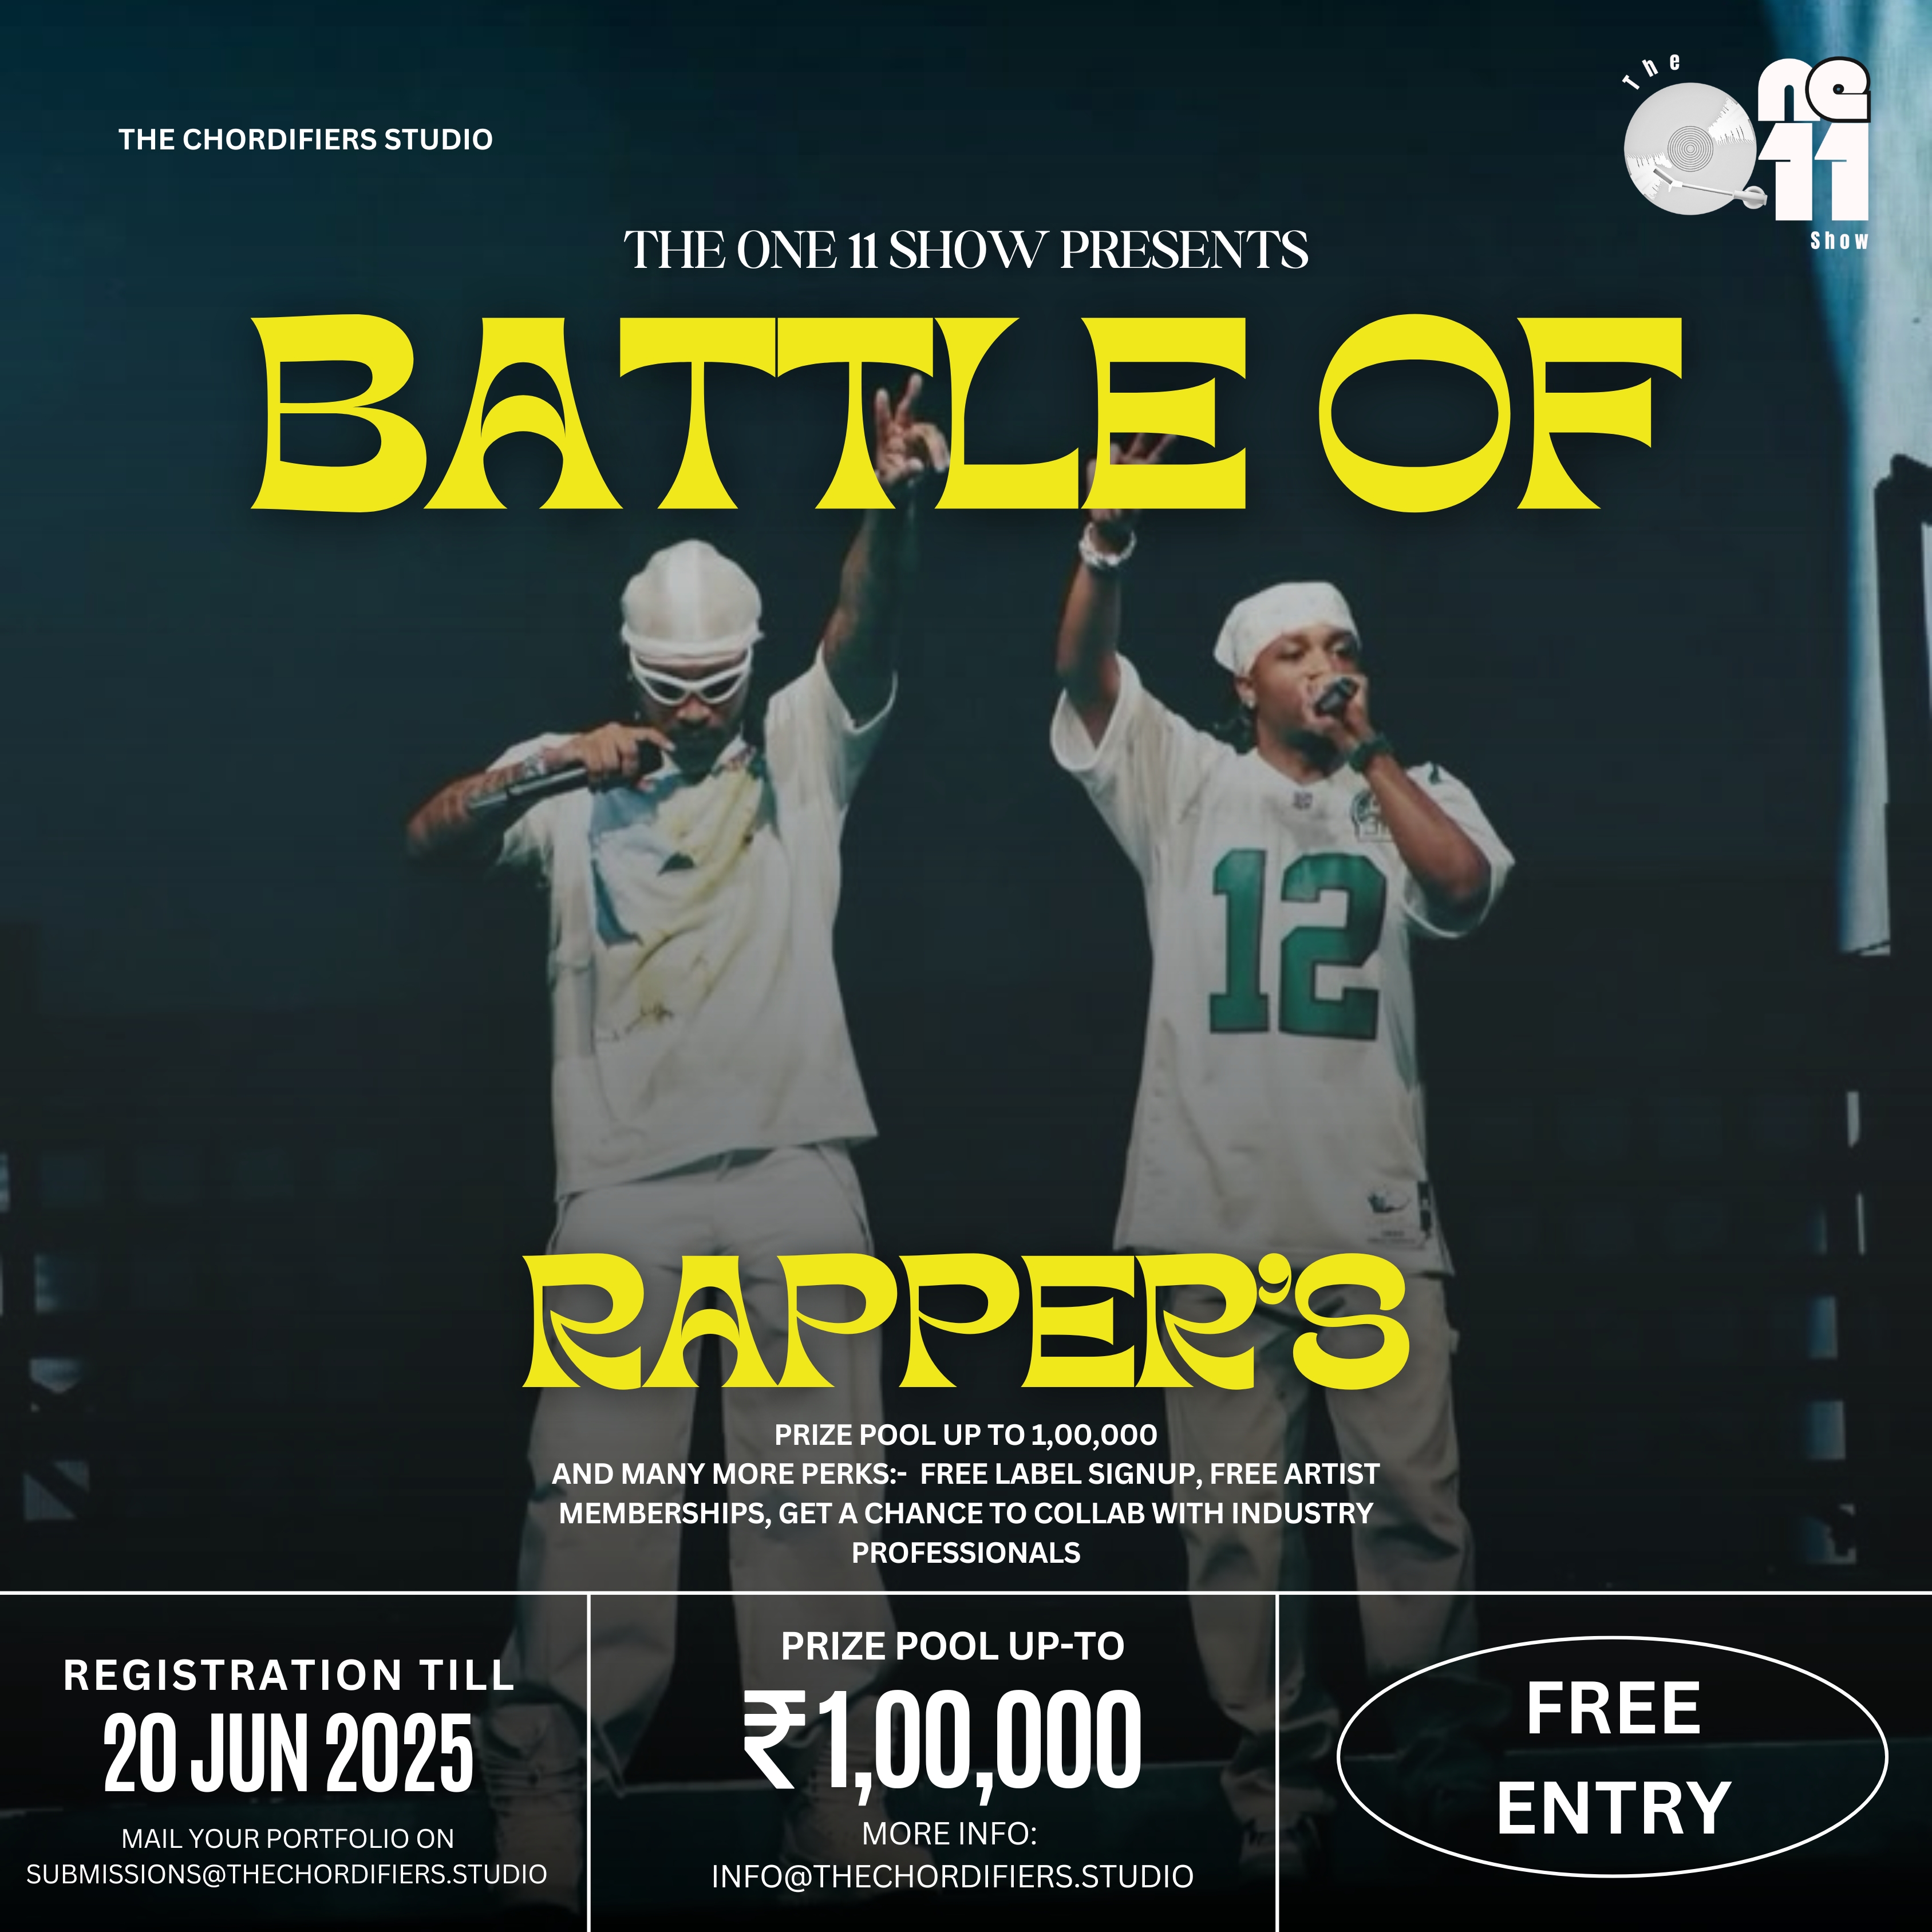 THE CHORDIFIERS STUDIO
The
ne
11
Show
THE ONE 11 SHOW PRESENTS
BATTLE OF
12
RAPPER'S
PRIZE POOL UP TO 1,00,000
AND MANY MORE PERKS:- FREE LABEL SIGNUP, FREE ARTIST
MEMBERSHIPS, GET A CHANCE TO COLLAB WITH INDUSTRY
PROFESSIONALS
REGISTRATION TILL
20 JUN 2025
MAIL YOUR PORTFOLIO ON
SUBMISSIONS@THECHORDIFIERS.STUDIO
PRIZE POOL UP-TO
₹1,00,000
MORE INFO:
INFO@THECHORDIFIERS.STUDIO
FREE
ENTRY